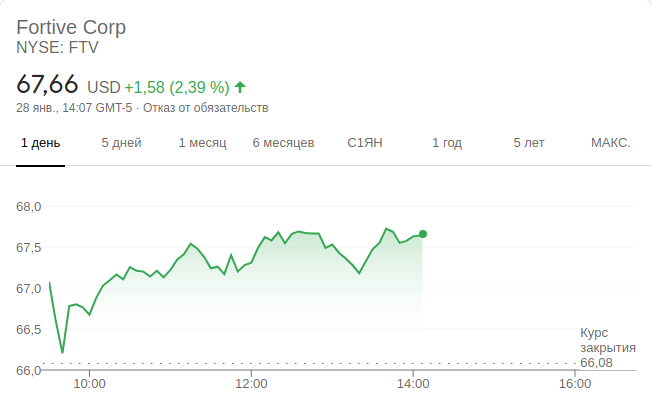 Fortive Corp
NYSE: FTV
67,66 USD +1,58 (2,39 %)
28 янв., 14:07 GMT-5 · Отказ от обязательств
1 день 5 дней 1 месяц 6 месяцев С1ЯН 1 год 5 лет МАКС.
68,0
67,5
67,0
66,5
66,0
Курс
закрытия
66,08
10:00 12:00 14:00 16:00